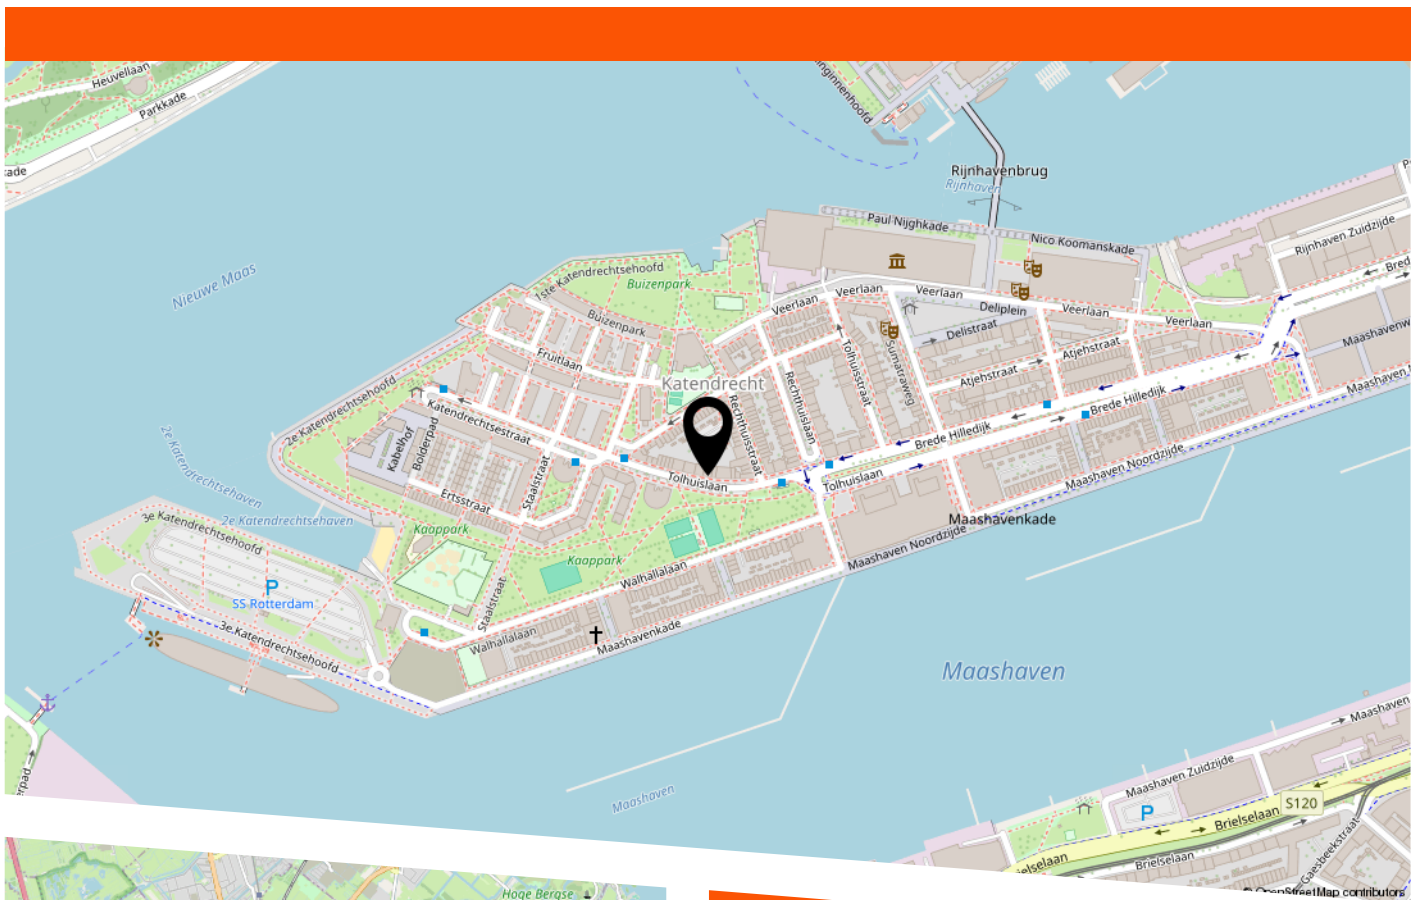 Heuvellaan
Parkkade
Rijnhavenbrug
Rijnhaven
Paul Nijghkade
Nico Koomanskade
Rijnhaven Zuidzijde
Nieuwe Maas
1ste Katendrechtsehoofd
Buizenpark
Buizenpark
Veerlaan
Veerlaan
Veerlaan
Veerlaan
Veerlaan
Deliplein
Delistraat
Atjehstraat
Atjehstraat
Fruitlaan
Tolhuisstraat
Sumatraweg
Katendrecht
Rechthuislaan
Rechthuisstraat
2e Katendrechtsehoofd
Katendrechtsestraat
Kabelhof
Bolderpad
Brede Hilledijk
Brede Hilledijk
2e Katendrechtsehaven
2e Katendrechtsehaven
Staalstraat
Ertsstraat
Tolhuislaan
Tolhuislaan
Maashaven Noordzijde
Maashaven Noordzijde
Maashavenkade
3e Katendrechtsehoofd
Kaappark
Kaappark
P
SS Rotterdam
Walhallalaan
Staalstraat
3e Katendrechtsehoofd
Walhallalaan
Maashavenkade
Maashaven
Maashaven
Maashaven Zuidzijde
Maashaven
P
S120
Brielselaan
Brielselaan
Gaesbeekstraat
Hoge Bergse
© OpenStreetMap contributors